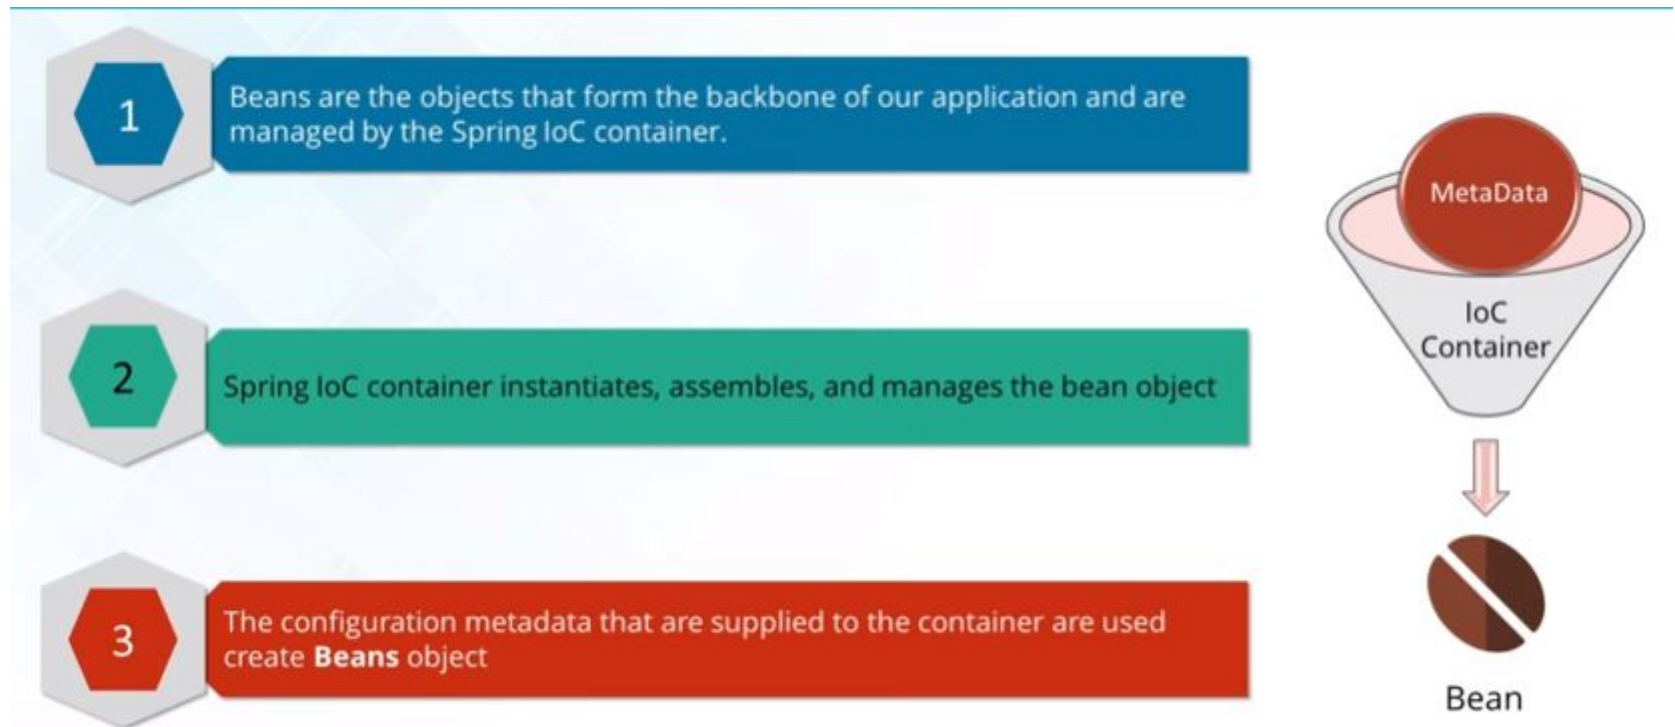 1
Beans are the objects that form the backbone of our application and are
managed by the Spring IoC container.
2
Spring IoC container instantiates, assembles, and manages the bean object
3
The configuration metadata that are supplied to the container are used
create Beans object
MetaData
IoC
Container
Bean